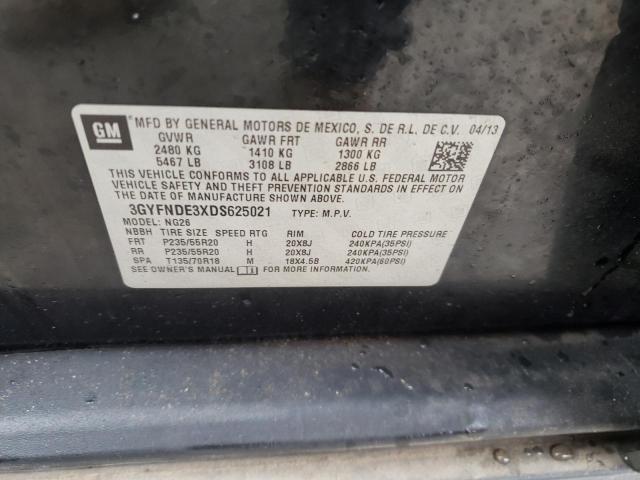 GM
MFD BY GENERAL MOTORS DE MEXICO, S. DE R.L. DE C.V. 04/13
GVWR GAWR FRT GAWR RR
2480 KG 1410 KG 1300 KG
5467 LB 3108 LB 2866 LB
THIS VEHICLE CONFORMS TO ALL APPLICABLE U.S. FEDERAL MOTOR
VEHICLE SAFETY AND THEFT PREVENTION STANDARDS IN EFFECT ON
THE DATE OF MANUFACTURE SHOWN ABOVE.
3GYFNDE3XDS625021 TYPE: M.P.V.
MODEL: NG26
NBBH TIRE SIZE SPEED RTG RIM COLD TIRE PRESSURE
FRT P235/55R20 H 20X8J 240KPA(35PSI)
RR P235/55R20 H 20X8J 240KPA(35PSI)
SPA T135/70R18 M 18X4.5B 420KPA(60PSI)
SEE OWNER'S MANUAL FOR MORE INFORMATION